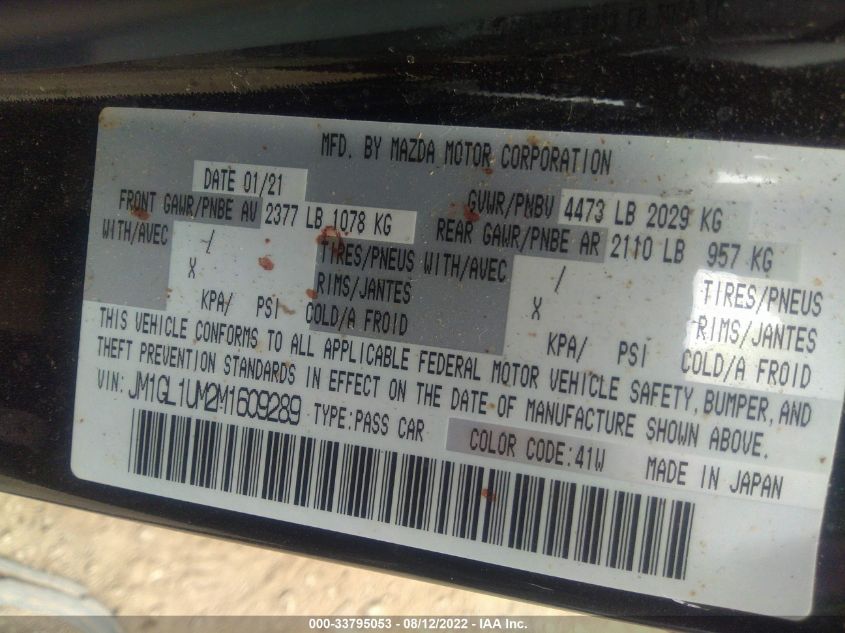 MFD. BY MAZDA MOTOR CORPORATION
DATE 01/21
GVWR/PNBV 4473 LB 2029 KG
FRONT GAWR/PNBE AV 2377 LB 1078 KG
REAR GAWR/PNBE AR 2110 LB 957 KG
WITH/AVEC / TIRES/PNEUS WITH/AVEC / TIRES/PNEUS
X RIMS/JANTES X RIMS/JANTES
KPA/ PSI COLD/A FROID KPA/ PSI COLD/A FROID
THIS VEHICLE CONFORMS TO ALL APPLICABLE FEDERAL MOTOR VEHICLE SAFETY, BUMPER, AND
THEFT PREVENTION STANDARDS IN EFFECT ON THE DATE OF MANUFACTURE SHOWN ABOVE.
VIN: JM1GL1UM2M1609289 TYPE:PASS CAR COLOR CODE:41W MADE IN JAPAN
000-33795053 - 08/12/2022 - IAA Inc.